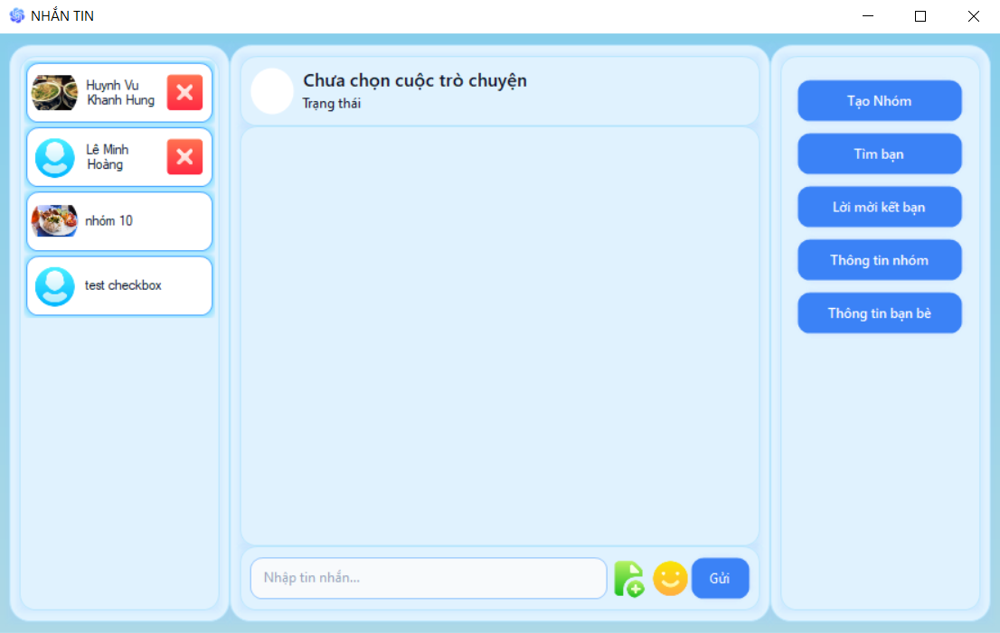 NHẮN TIN
Huynh Vu
Khanh Hung
Lê Minh
Hoàng
nhóm 10
test checkbox
Chưa chọn cuộc trò chuyện
Trạng thái
Nhập tin nhắn...
Gửi
Tạo Nhóm
Tìm bạn
Lời mời kết bạn
Thông tin nhóm
Thông tin bạn bè